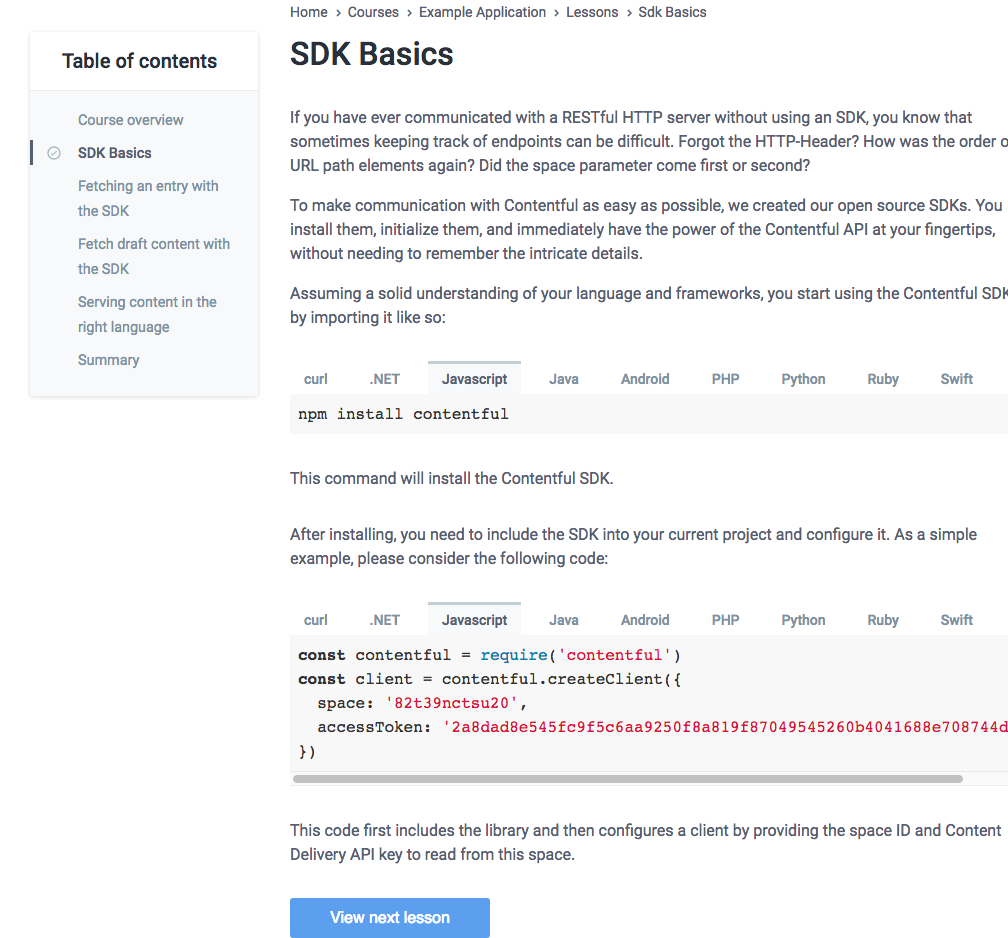 Home › Courses › Example Application › Lessons › Sdk Basics
Table of contents
Course overview
SDK Basics
Fetching an entry with
the SDK
Fetch draft content with
the SDK
Serving content in the
right language
Summary
SDK Basics
If you have ever communicated with a RESTful HTTP server without using an SDK, you know that
sometimes keeping track of endpoints can be difficult. Forgot the HTTP-Header? How was the order o
URL path elements again? Did the space parameter come first or second?
To make communication with Contentful as easy as possible, we created our open source SDKs. You
install them, initialize them, and immediately have the power of the Contentful API at your fingertips,
without needing to remember the intricate details.
Assuming a solid understanding of your language and frameworks, you start using the Contentful SDK
by importing it like so:
curl .NET Javascript Java Android PHP Python Ruby Swift
npm install contentful
This command will install the Contentful SDK.
After installing, you need to include the SDK into your current project and configure it. As a simple
example, please consider the following code:
curl .NET Javascript Java Android PHP Python Ruby Swift
const contentful = require('contentful')
const client = contentful.createClient({
space: '82t39nctsu20',
accessToken: '2a8dad8e545fc9f5c6aa9250f8a819f87049545260b4041688e708744d
})
This code first includes the library and then configures a client by providing the space ID and Content
Delivery API key to read from this space.
View next lesson